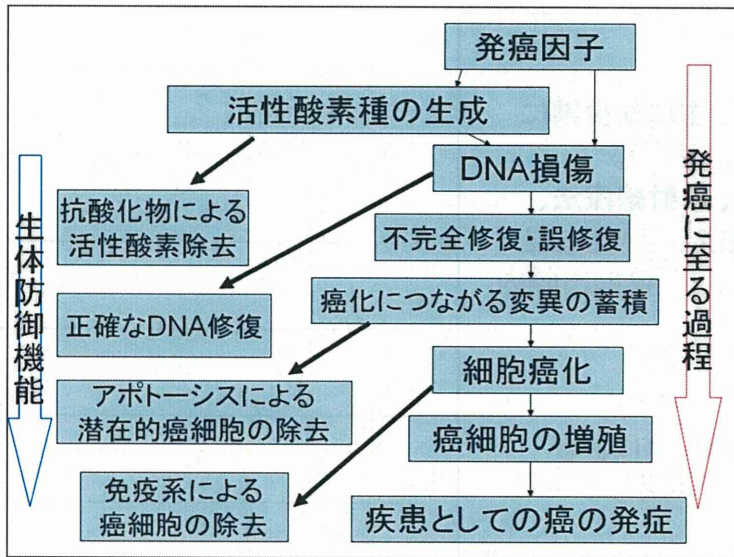 発癌因子
活性酸素種の生成
DNA損傷
抗酸化物による
活性酸素除去
不完全修復・誤修復
癌化につながる変異の蓄積
正確なDNA修復
細胞癌化
アポトーシスによる
潜在的癌細胞の除去
癌細胞の増殖
免疫系による
癌細胞の除去
疾患としての癌の発症
生体防御機能
発癌に至る過程